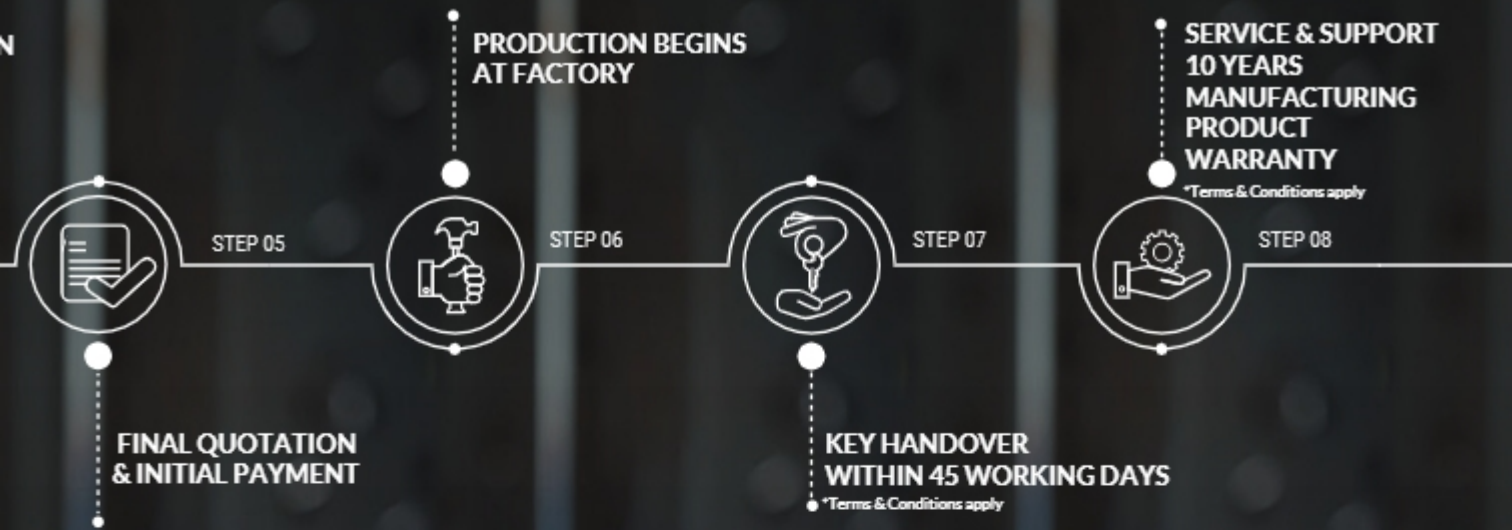 N
PRODUCTION BEGINS
AT FACTORY
SERVICE & SUPPORT
10 YEARS
MANUFACTURING
PRODUCT
WARRANTY
*Terms & Conditions apply
STEP 05
STEP 06
STEP 07
STEP 08
FINAL QUOTATION
& INITIAL PAYMENT
KEY HANDOVER
WITHIN 45 WORKING DAYS
*Terms & Conditions apply